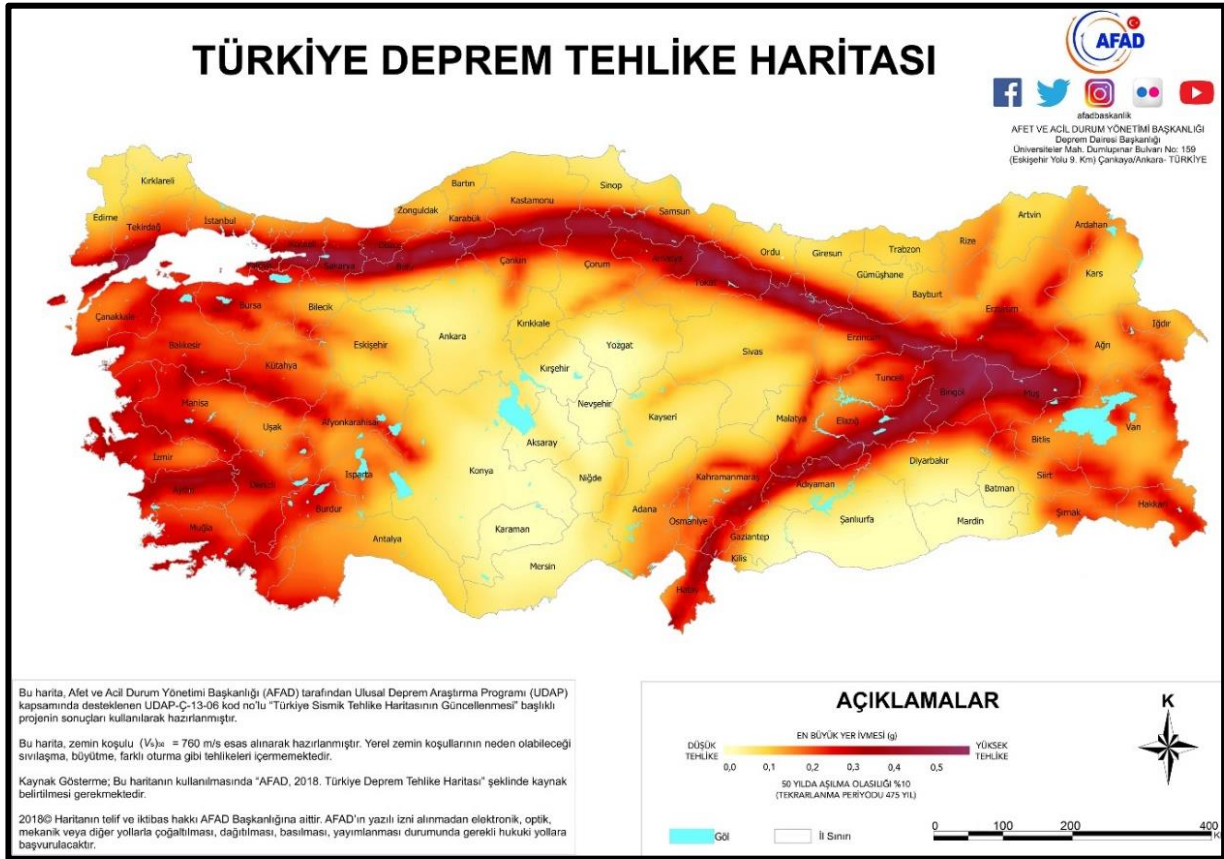 TÜRKİYE DEPREM TEHLİKE HARİTASI
AFAD
afadbaskanlik
AFET VE ACİL DURUM YÖNETİMİ BAŞKANLIĞI
Deprem Dairesi Başkanlığı
Üniversiteler Mah. Dumlupınar Bulvarı No: 159
(Eskişehir Yolu 9. Km) Çankaya/Ankara- TÜRKİYE
Kırklareli
Edirne
Tekirdağ
İstanbul
Kocaeli
Sakarya
Düzce
Bolu
Zonguldak
Bartın
Karabük
Kastamonu
Sinop
Samsun
Çankırı
Çorum
Amasya
Tokat
Ordu
Giresun
Trabzon
Gümüşhane
Bayburt
Rize
Artvin
Ardahan
Kars
Iğdır
Ağrı
Erzurum
Erzincan
Çanakkale
Balıkesir
Bursa
Bilecik
Eskişehir
Kütahya
Ankara
Kırıkkale
Yozgat
Sivas
Kırşehir
Nevşehir
Kayseri
Aksaray
Niğde
Konya
Karaman
Mersin
Adana
Antalya
Isparta
Burdur
Afyonkarahisar
Uşak
Manisa
İzmir
Aydın
Denizli
Muğla
Tunceli
Bingöl
Muş
Elazığ
Malatya
Bitlis
Van
Siirt
Hakkari
Şırnak
Batman
Mardin
Diyarbakır
Şanlıurfa
Adıyaman
Kahramanmaraş
Osmaniye
Gaziantep
Kilis
Hatay
Bu harita, Afet ve Acil Durum Yönetimi Başkanlığı (AFAD) tarafından Ulusal Deprem Araştırma Programı (UDAP)
kapsamında desteklenen UDAP-Ç-13-06 kod no'lu "Türkiye Sismik Tehlike Haritasının Güncellenmesi" başlıklı
projenin sonuçları kullanılarak hazırlanmıştır.
Bu harita, zemin koşulu (Vs)30 = 760 m/s esas alınarak hazırlanmıştır. Yerel zemin koşullarının neden olabileceği
sıvılaşma, büyütme, farklı oturma gibi tehlikeleri içermemektedir.
Kaynak Gösterme; Bu haritanın kullanılmasında "AFAD, 2018. Türkiye Deprem Tehlike Haritası" şeklinde kaynak
belirtilmesi gerekmektedir.
2018© Haritanın telif ve iktibas hakkı AFAD Başkanlığına aittir. AFAD'ın yazılı izni alınmadan elektronik, optik,
mekanik veya diğer yollarla çoğaltılması, dağıtılması, basılması, yayımlanması durumunda gerekli hukuki yollara
başvurulacaktır.
AÇIKLAMALAR
EN BÜYÜK YER İVMESİ (g)
DÜŞÜK TEHLİKE
YÜKSEK TEHLİKE
0,0 0,1 0,2 0,3 0,4 0,5
50 YILDA AŞILMA OLASILIĞI %10
(TEKRARLANMA PERİYODU 475 YIL)
Göl
İl Sınırı
K
0 100 200 400